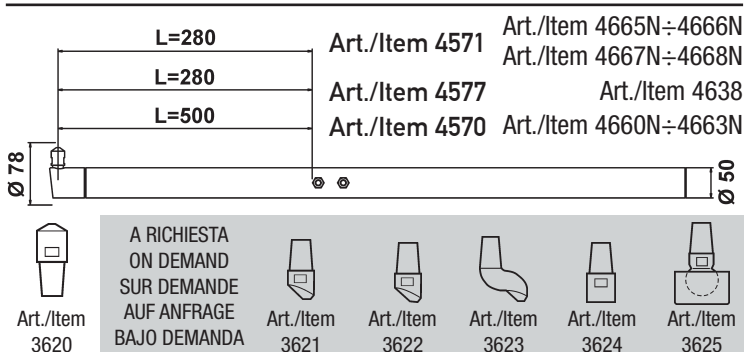 L=280 Art./Item 4571 Art./Item 4665N÷4666N
Art./Item 4667N÷4668N
L=280 Art./Item 4577 Art./Item 4638
L=500 Art./Item 4570 Art./Item 4660N÷4663N
Ø 78
Ø 50
A RICHIESTA
ON DEMAND
SUR DEMANDE
AUF ANFRAGE
BAJO DEMANDA
Art./Item
3620
Art./Item
3621
Art./Item
3622
Art./Item
3623
Art./Item
3624
Art./Item
3625